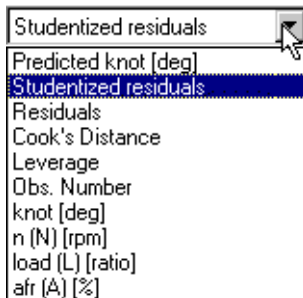 Studentized residuals
Predicted knot [deg]
Studentized residuals
Residuals
Cook's Distance
Leverage
Obs. Number
knot [deg]
n (N) [rpm]
load (L) [ratio]
afr (A) [%]